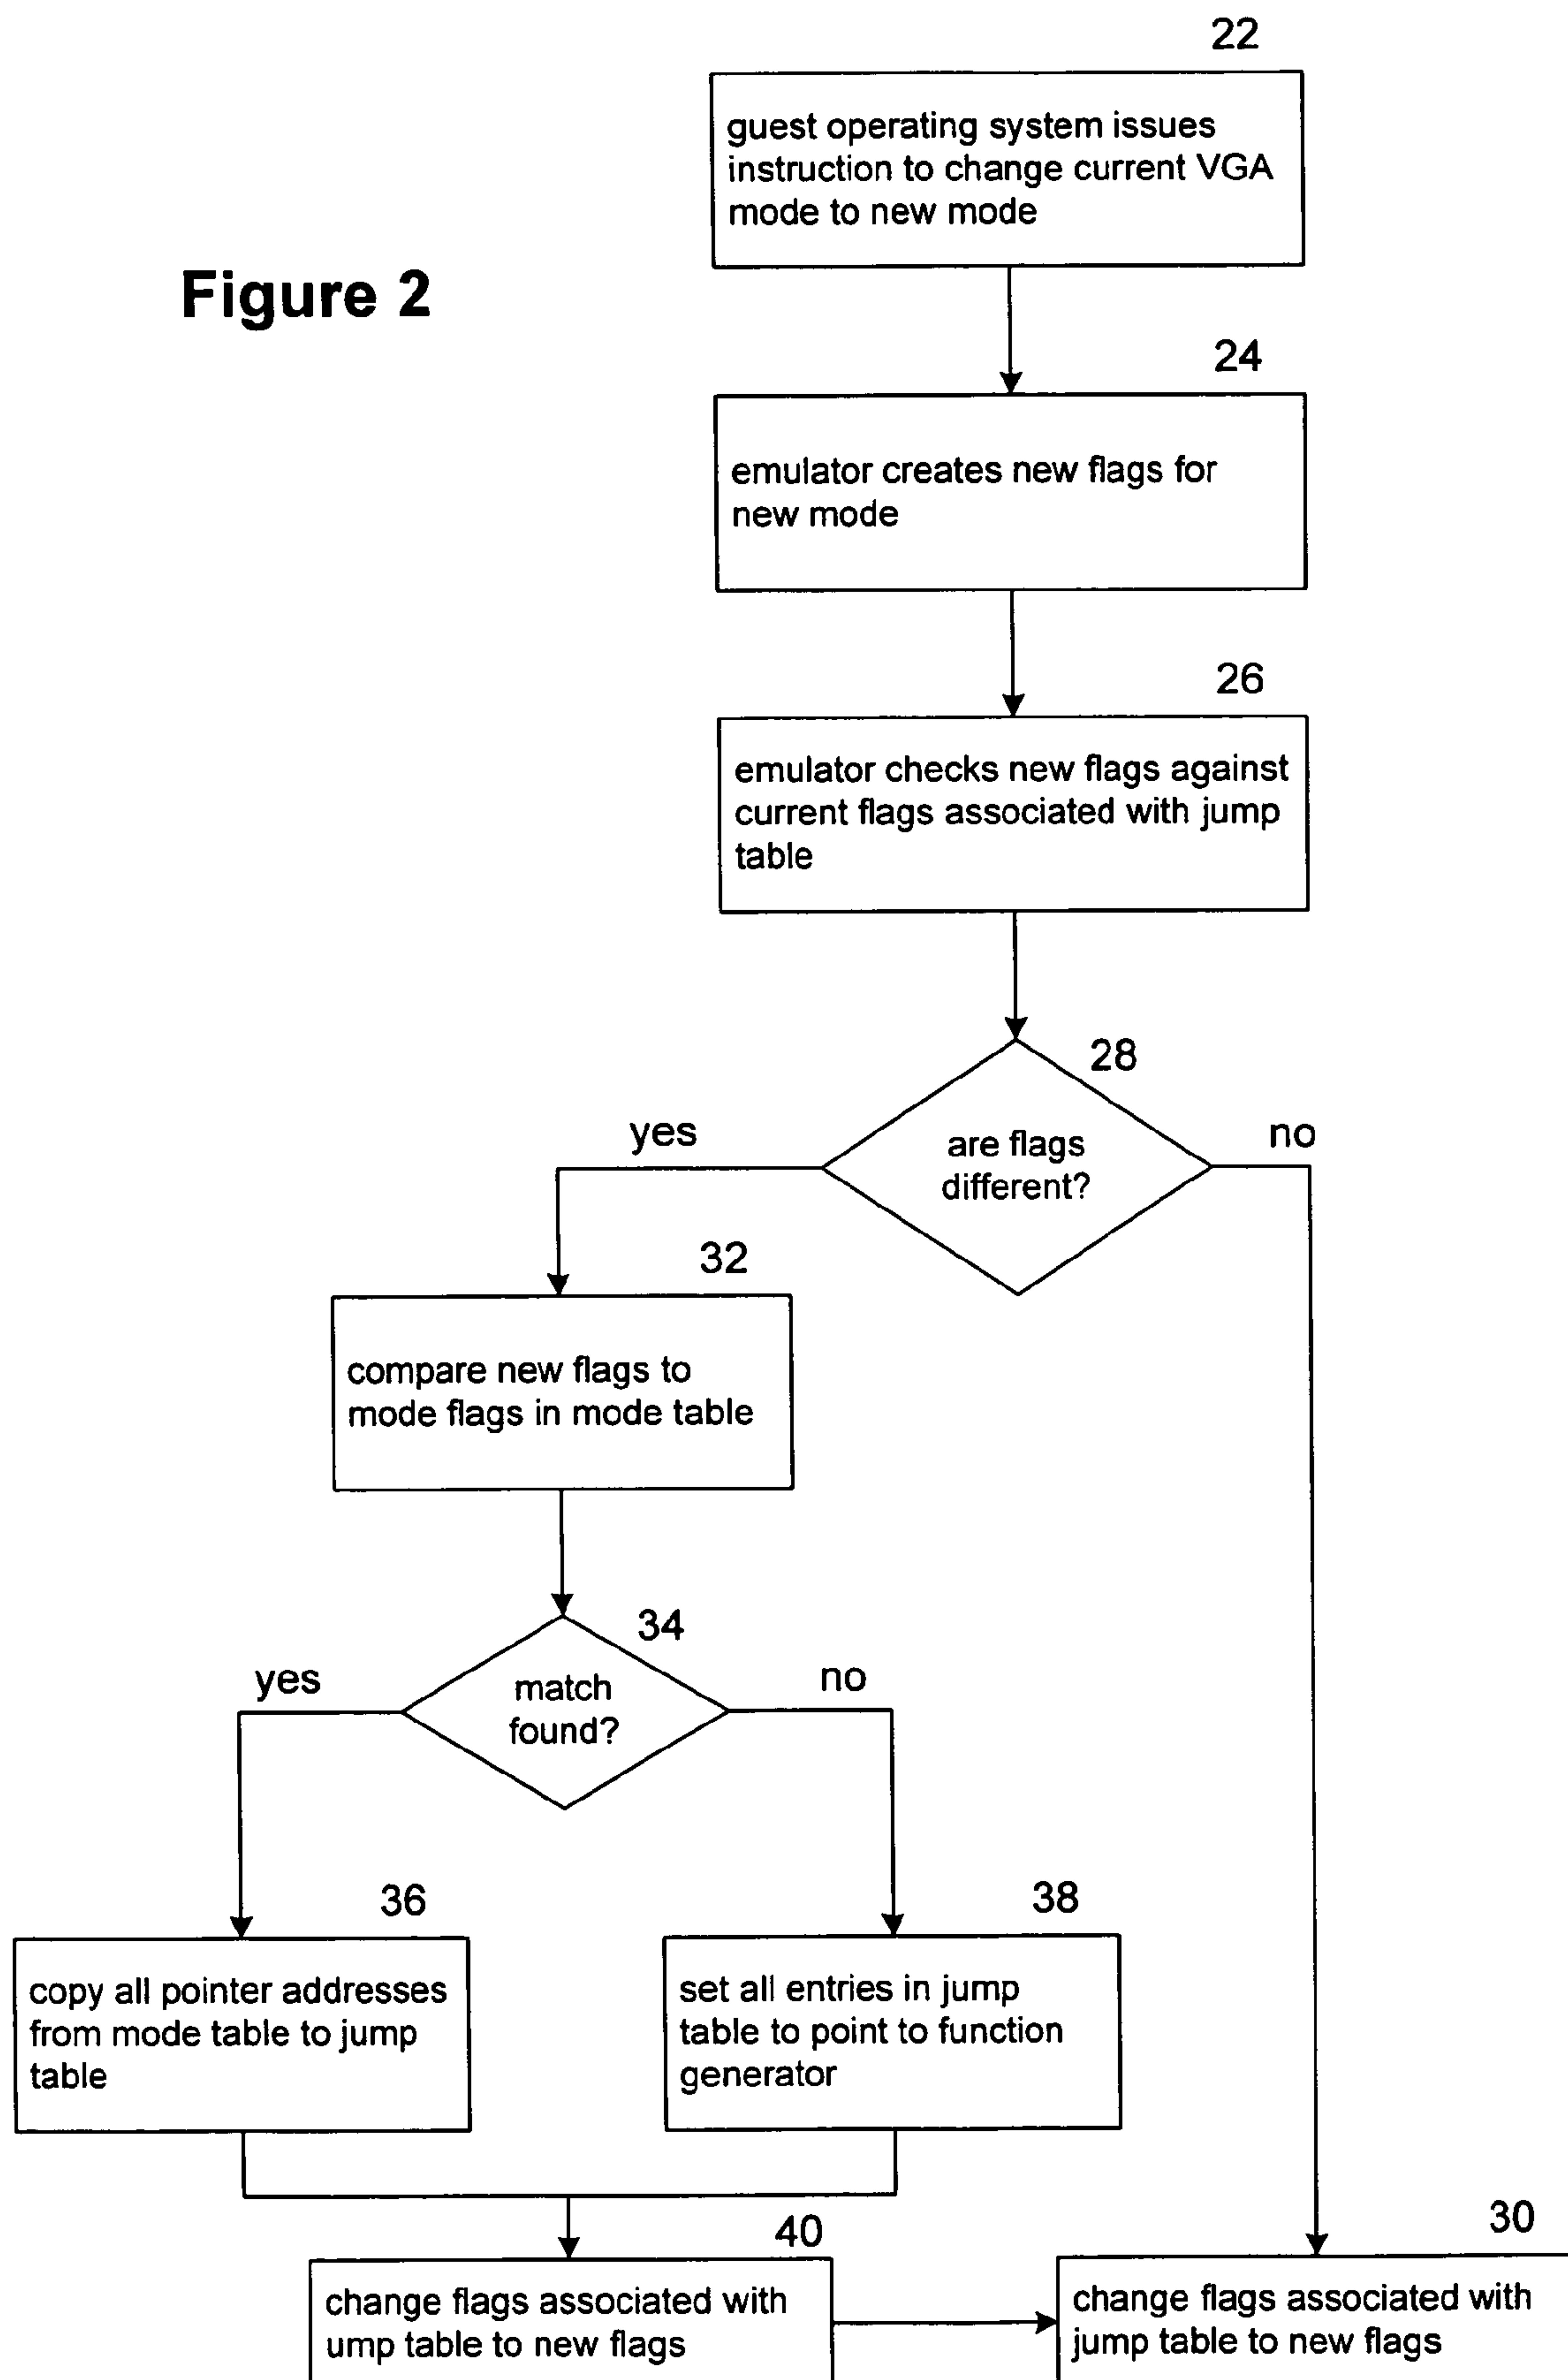 22
guest operating system issues
instruction to change current VGA
mode to new mode
Figure 2
24
emulator creates new flags for
new mode
26
emulator checks new flags against
current flags associated with jump
table
28
are flags
different?
yes
no
32
compare new flags to
mode flags in mode table
34
match
found?
yes
no
36
copy all pointer addresses
from mode table to jump
table
38
set all entries in jump
table to point to function
generator
40
change flags associated with
ump table to new flags
30
change flags associated with
jump table to new flags